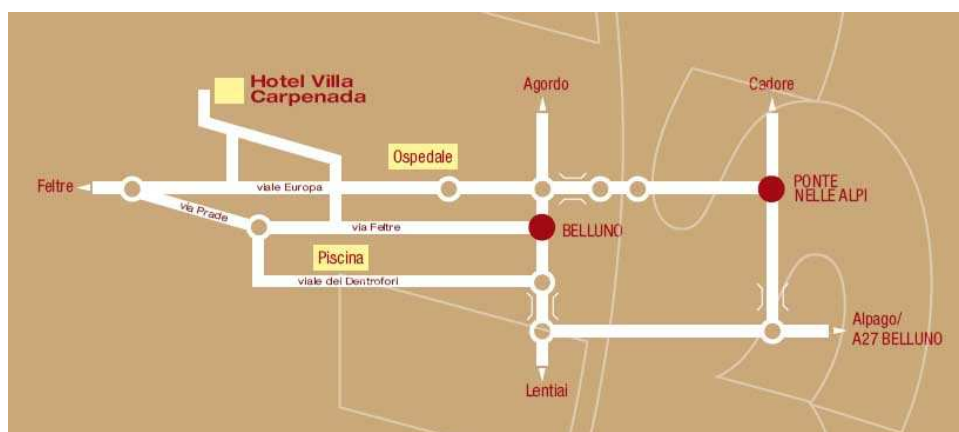 Hotel Villa
Carpenada
Agordo
Cadore
Ospedale
Feltre
viale Europa
PONTE
NELLE ALPI
via Prade
via Feltre
BELLUNO
Piscina
viale dei Dentrofori
Alpago/
A27 BELLUNO
Lentiai